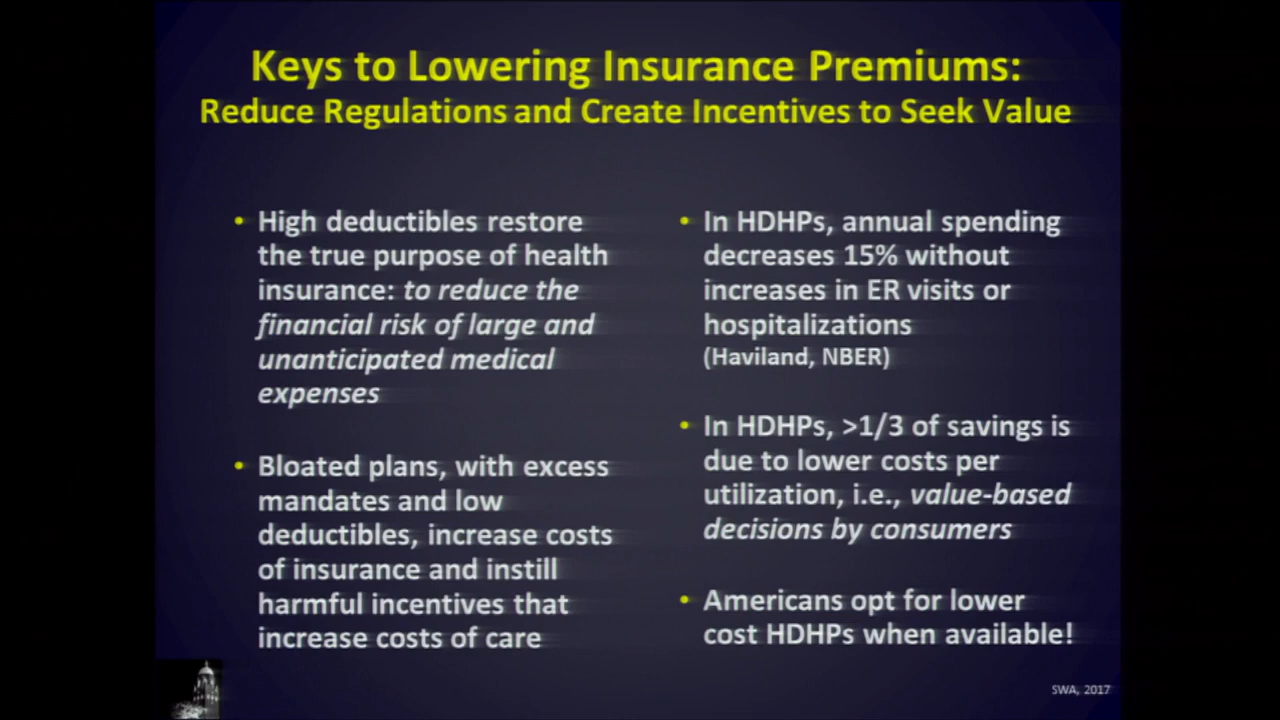 Keys to Lowering Insurance Premiums:
Reduce Regulations and Create Incentives to Seek Value
• High deductibles restore
the true purpose of health
insurance: to reduce the
financial risk of large and
unanticipated medical
expenses
• Bloated plans, with excess
mandates and low
deductibles, increase costs
of insurance and instill
harmful incentives that
increase costs of care
• In HDHPs, annual spending
decreases 15% without
increases in ER visits or
hospitalizations
(Haviland, NBER)
• In HDHPs, >1/3 of savings is
due to lower costs per
utilization, i.e., value-based
decisions by consumers
• Americans opt for lower
cost HDHPs when available!
SWA, 2017